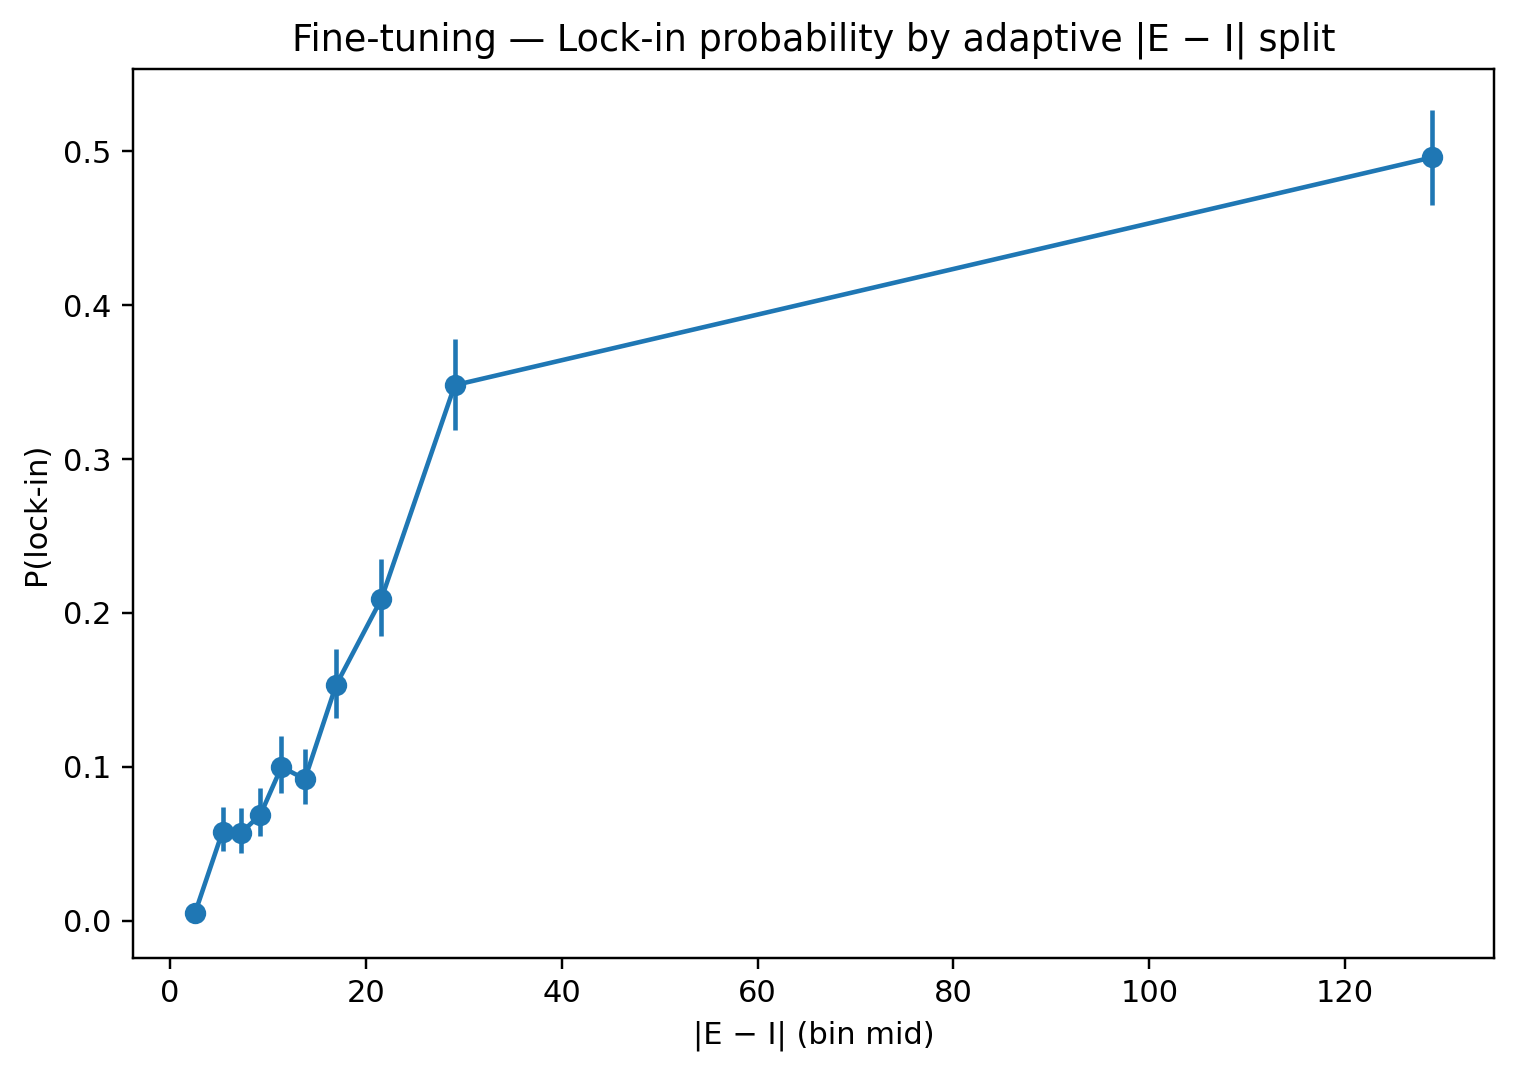 Fine-tuning — Lock-in probability by adaptive |E − I| split
0.5
0.4
0.3
0.2
0.1
0.0
P(lock-in)
0 20 40 60 80 100 120
|E − I| (bin mid)